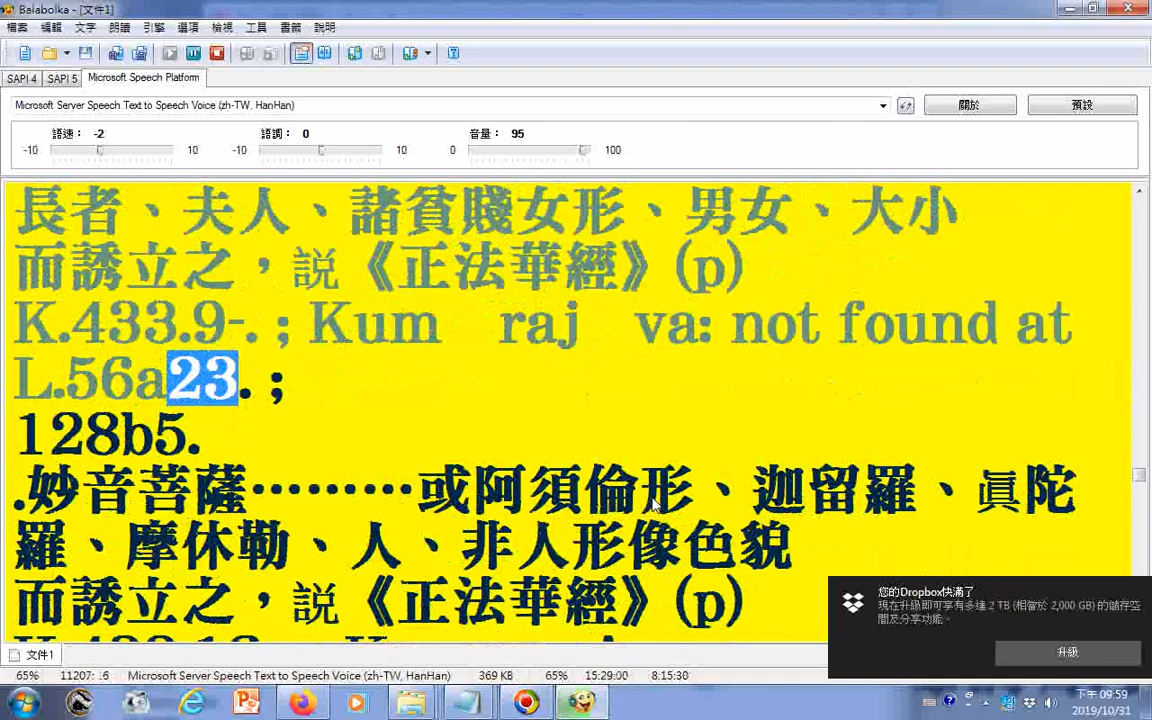 Balabolka - [文件1]
檔案 編輯 文字 朗讀 引擎 選項 檢視 工具 書籤 說明
SAPI 4 SAPI 5 Microsoft Speech Platform
Microsoft Server Speech Text to Speech Voice (zh-TW, HanHan) 關於 預設
語速： -2 語調： 0 音量： 95
-10 10 -10 10 0 100
長者、夫人、諸貧賤女形、男女、大小
而誘立之，説《正法華經》(p)
K.433.9-. ; Kum raj va: not found at
L.56a23. ;
128b5.
.妙音菩薩………或阿須倫形、迦留羅、眞陀
羅、摩休勒、人、非人形像色貌
而誘立之，説《正法華經》(p)
您的Dropbox快滿了
現在升級即可享有多達 2 TB (相當於 2,000 GB) 的儲存空
間及分享功能。
升級
文件1
65% 11207: :6 Microsoft Server Speech Text to Speech Voice (zh-TW, HanHan) 369 KB 65% 15:29:00 8:15:30
下午 09:59
2019/10/31